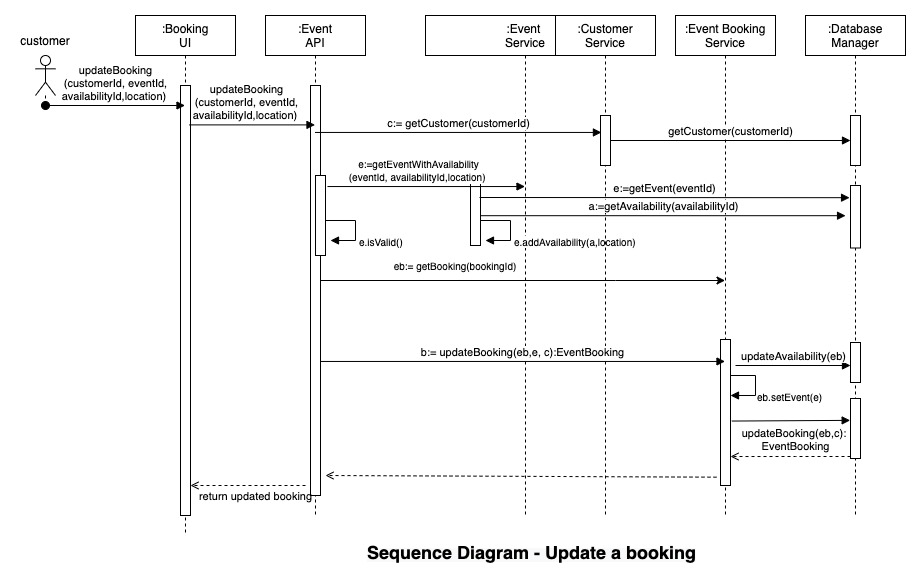 customer
:Booking
UI
:Event
API
:Event
Service
:Customer
Service
:Event Booking
Service
:Database
Manager
updateBooking
(customerId, eventId,
availabilityId,location)
updateBooking
(customerId, eventId,
availabilityId,location)
c:= getCustomer(customerId)
getCustomer(customerId)
e:=getEventWithAvailability
(eventId, availabilityId,location)
e:=getEvent(eventId)
a:=getAvailability(availabilityId)
e.isValid()
e.addAvailability(a,location)
eb:= getBooking(bookingId)
b:= updateBooking(eb,e, c):EventBooking
updateAvailability(eb)
eb.setEvent(e)
updateBooking(eb,c):
EventBooking
return updated booking
Sequence Diagram - Update a booking